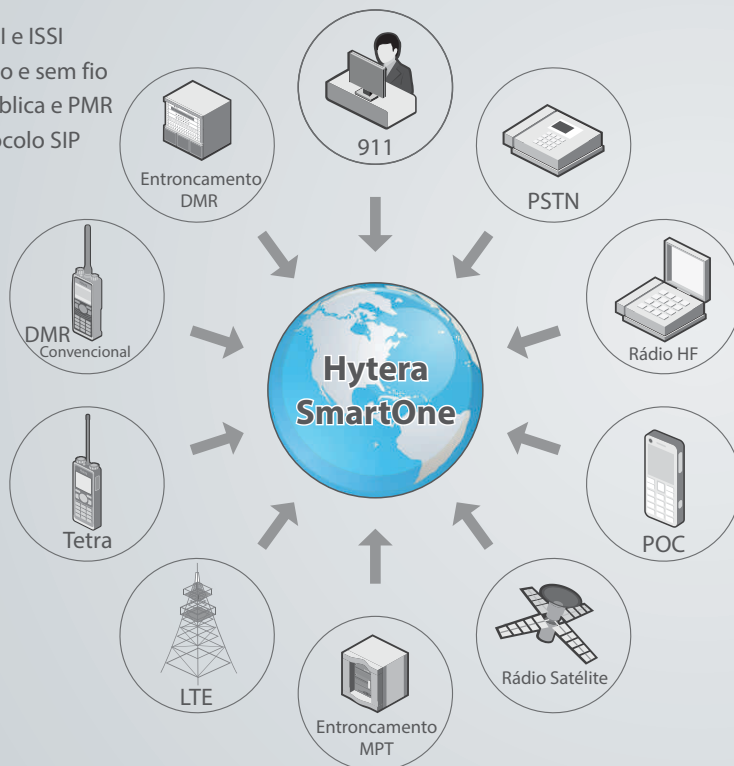 I e ISSI
o e sem fio
blica e PMR
ocolo SIP
911
Entroncamento
DMR
PSTN
DMR
Convencional
Rádio HF
Hytera
SmartOne
Tetra
POC
LTE
Rádio Satélite
Entroncamento
MPT